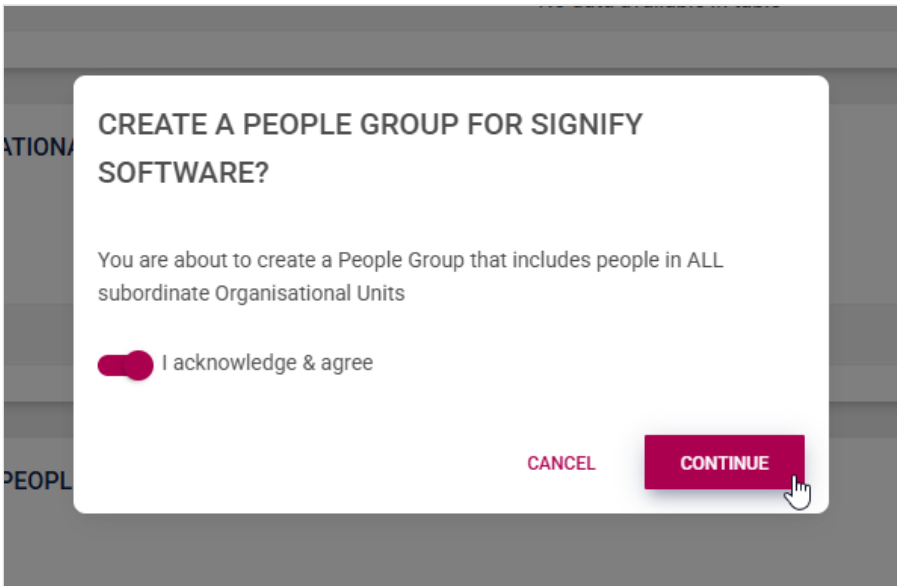 CREATE A PEOPLE GROUP FOR SIGNIFY
SOFTWARE?
You are about to create a People Group that includes people in ALL
subordinate Organisational Units
I acknowledge & agree
CANCEL
CONTINUE